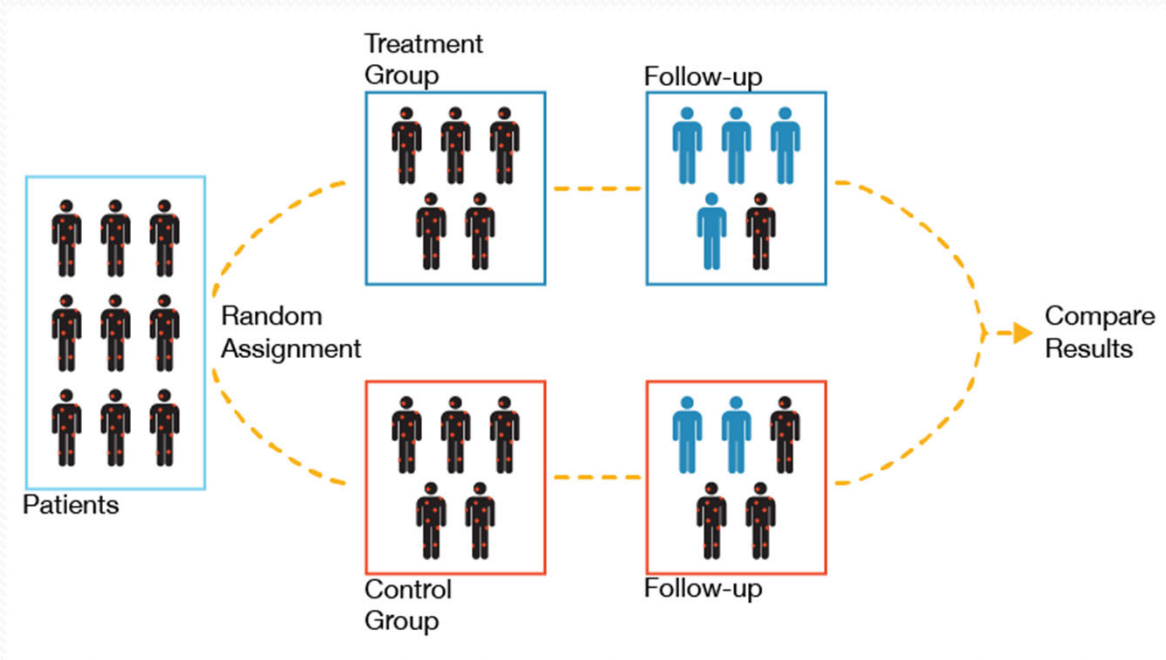 Treatment
Group
Follow-up
Random
Assignment
Compare
Results
Patients
Control
Group
Follow-up